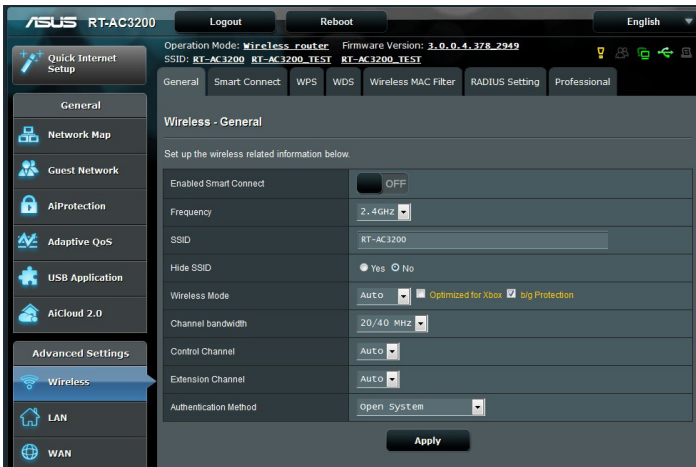 ASUS RT-AC3200
Logout
Reboot
English
Quick Internet Setup
Operation Mode: Wireless router Firmware Version: 3.0.0.4.378_2949
SSID: RT-AC3200 RT-AC3200_TEST RT-AC3200_TEST
General Smart Connect WPS WDS Wireless MAC Filter RADIUS Setting Professional
General
Network Map
Guest Network
AiProtection
Adaptive QoS
USB Application
AiCloud 2.0
Advanced Settings
Wireless
LAN
WAN
Wireless - General
Set up the wireless related information below.
Enabled Smart Connect OFF
Frequency 2.4GHz
SSID RT-AC3200
Hide SSID Yes No
Wireless Mode Auto Optimized for Xbox b/g Protection
Channel bandwidth 20/40 MHz
Control Channel Auto
Extension Channel Auto
Authentication Method Open System
Apply